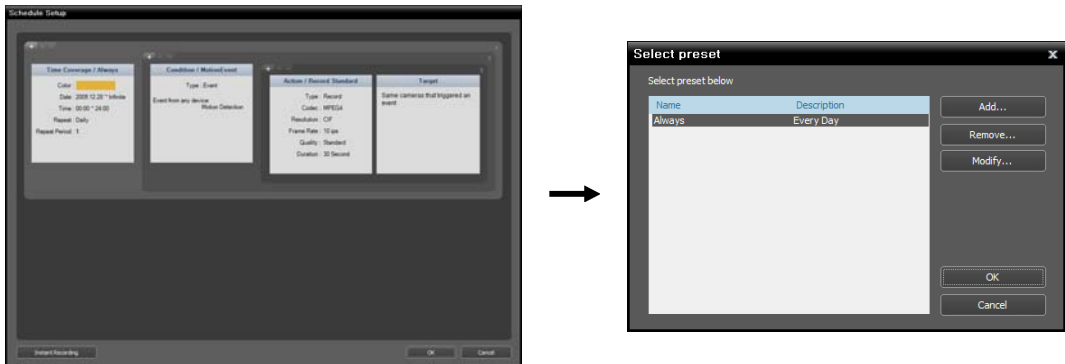 Schedule Setup
Time Coverage / Always
Color :
Date : 2009.12.28 ~ Infinite
Time : 00:00 ~ 24:00
Repeat : Daily
Repeat Period : 1
Condition / MotionEvent
Type : Event
Event from any device
Motion Detection
Action / Record Standard
Type : Record
Codec : MPEG4
Resolution : CIF
Frame Rate : 10 ips
Quality : Standard
Duration : 30 Second
Target
Same cameras that triggered an
event
Instant Recording
OK
Cancel
Select preset
x
Select preset below
Name Description
Always Every Day
Add...
Remove...
Modify...
OK
Cancel